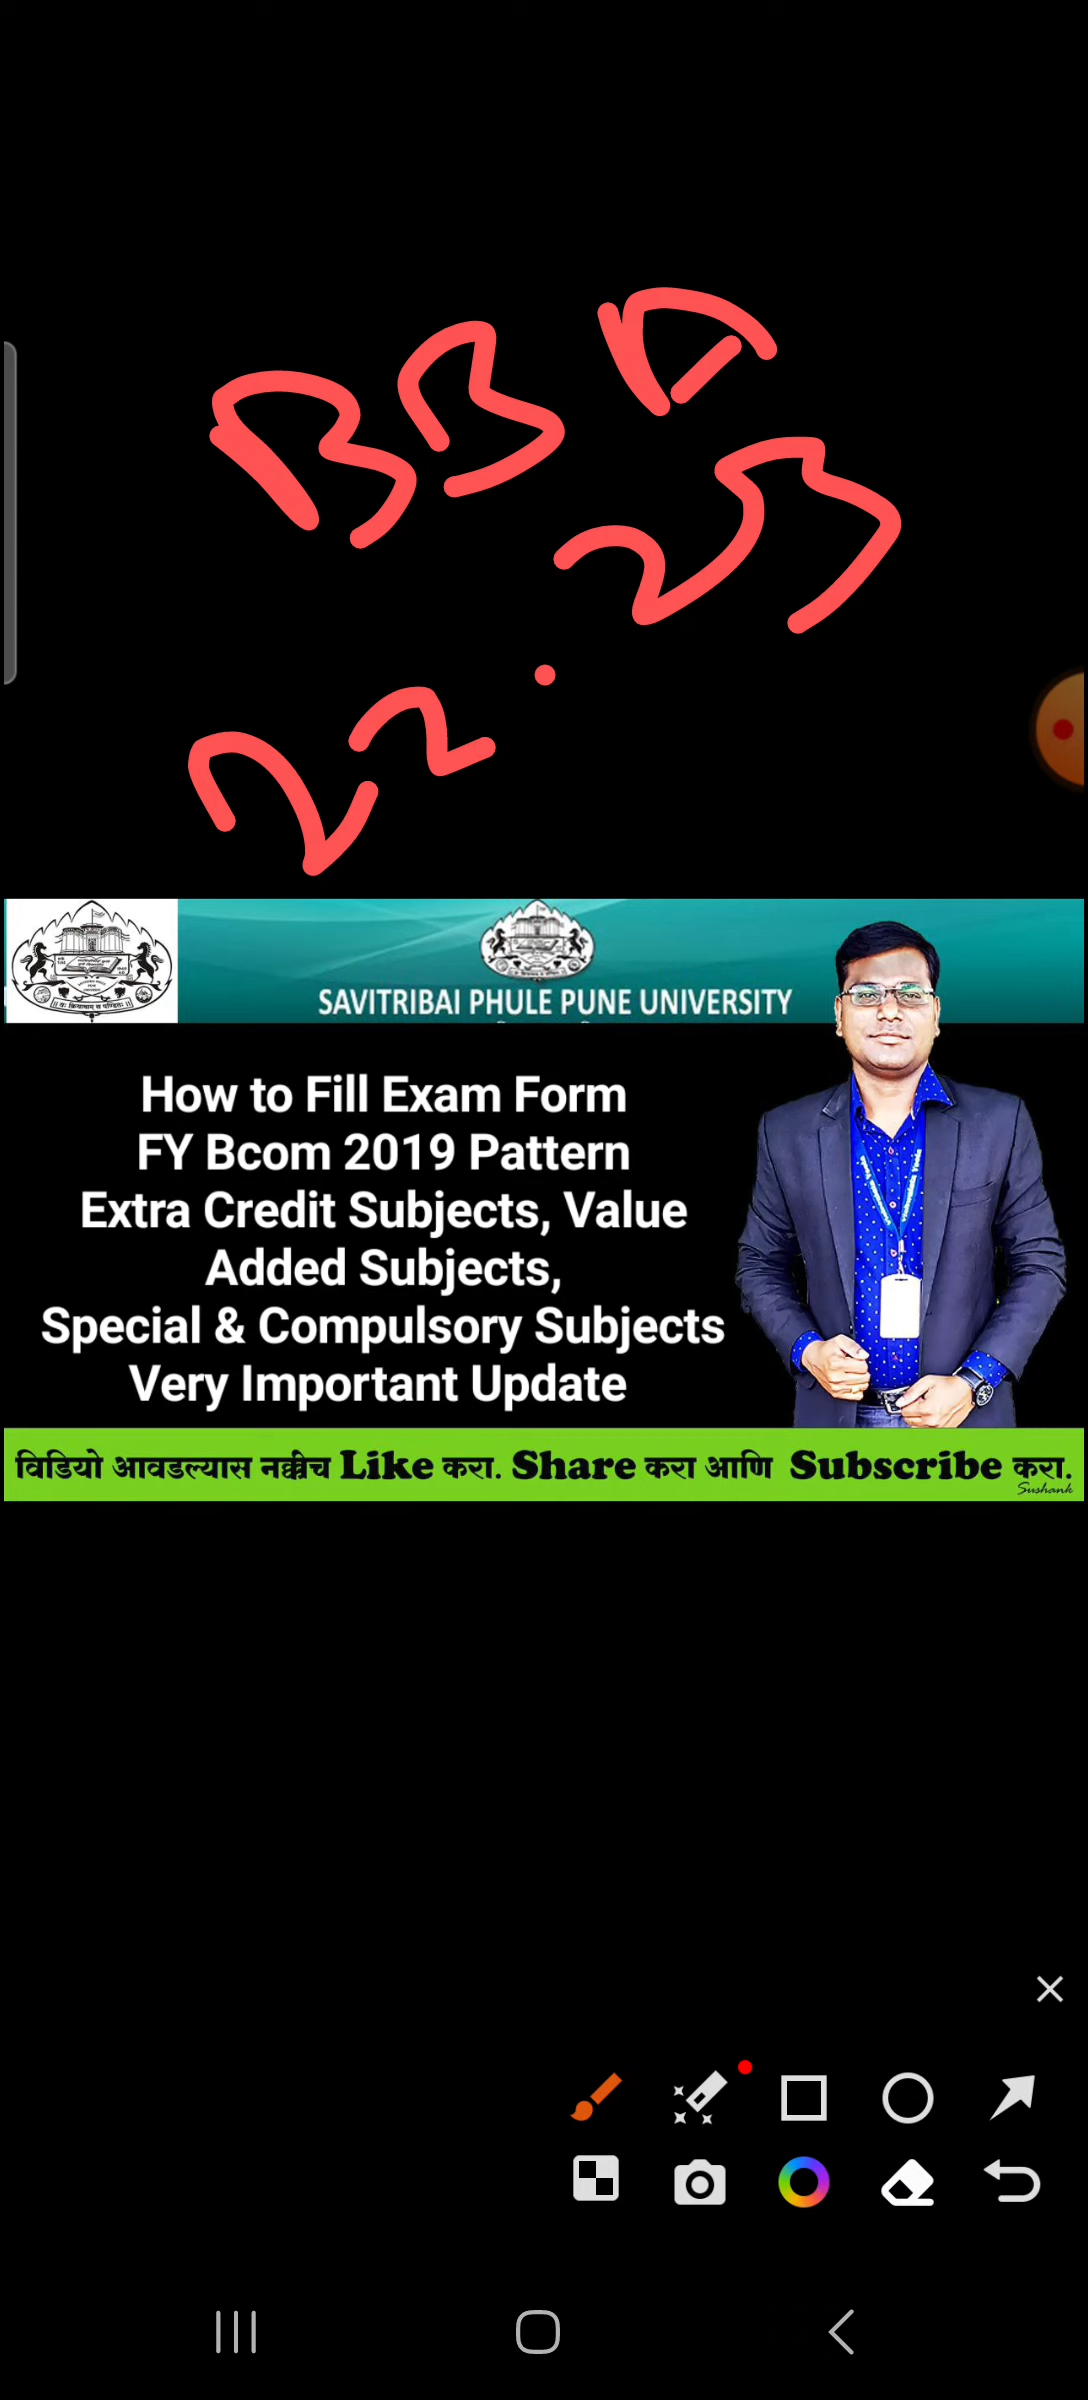 BBA
22.23
SAVITRIBAI PHULE PUNE UNIVERSITY
How to Fill Exam Form
FY Bcom 2019 Pattern
Extra Credit Subjects, Value
Added Subjects,
Special & Compulsory Subjects
Very Important Update
विडियो आवडल्यास नक्कीच Like करा. Share करा आणि Subscribe करा.
Sushank